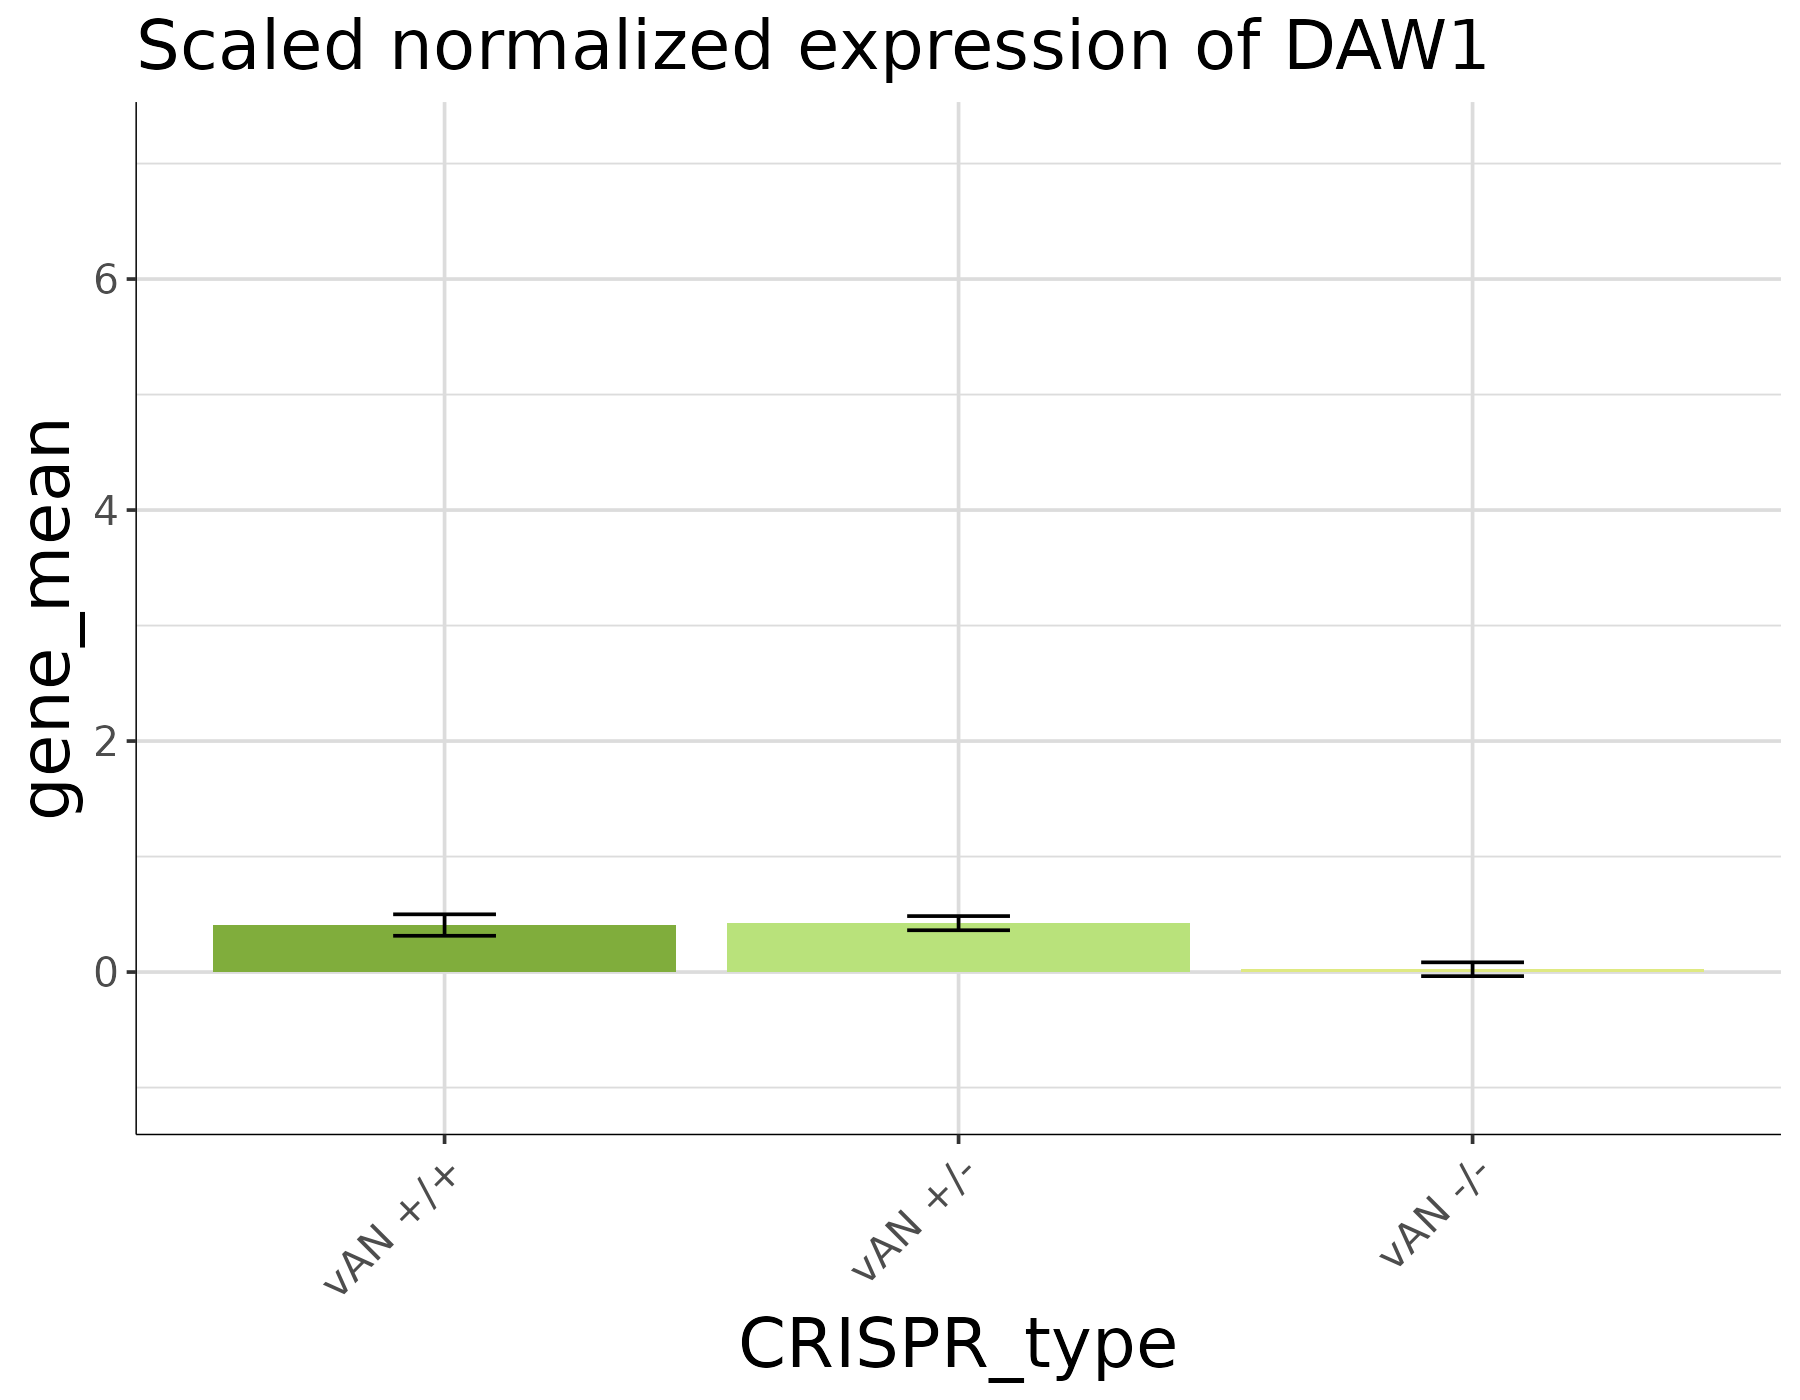 Scaled normalized expression of DAW1
gene_mean
6
4
2
0
vAN +/+
vAN +/-
vAN -/-
CRISPR_type